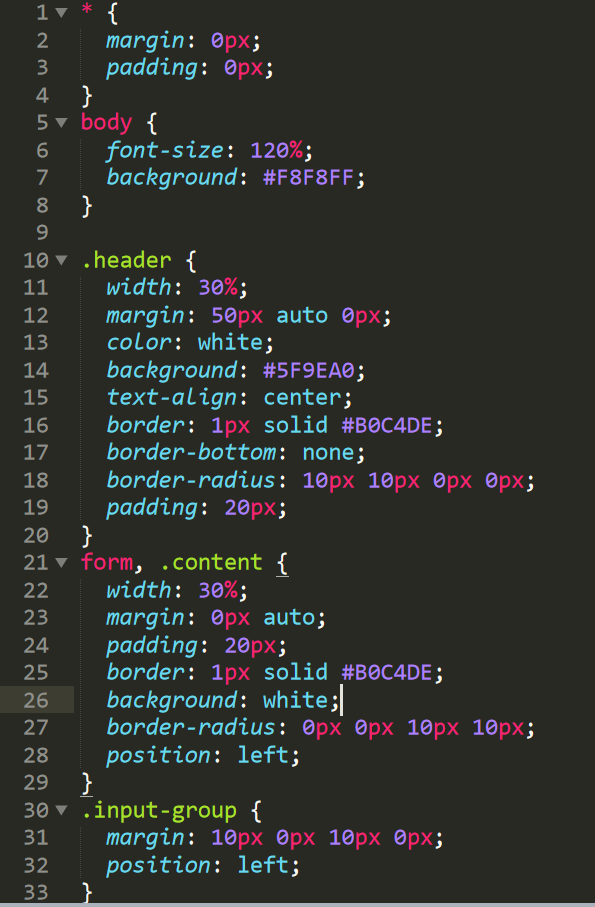 1 * {
2 margin: 0px;
3 padding: 0px;
4 }
5 body {
6 font-size: 120%;
7 background: #F8F8FF;
8 }
9
10 .header {
11 width: 30%;
12 margin: 50px auto 0px;
13 color: white;
14 background: #5F9EA0;
15 text-align: center;
16 border: 1px solid #B0C4DE;
17 border-bottom: none;
18 border-radius: 10px 10px 0px 0px;
19 padding: 20px;
20 }
21 form, .content {
22 width: 30%;
23 margin: 0px auto;
24 padding: 20px;
25 border: 1px solid #B0C4DE;
26 background: white;
27 border-radius: 0px 0px 10px 10px;
28 position: left;
29 }
30 .input-group {
31 margin: 10px 0px 10px 0px;
32 position: left;
33 }